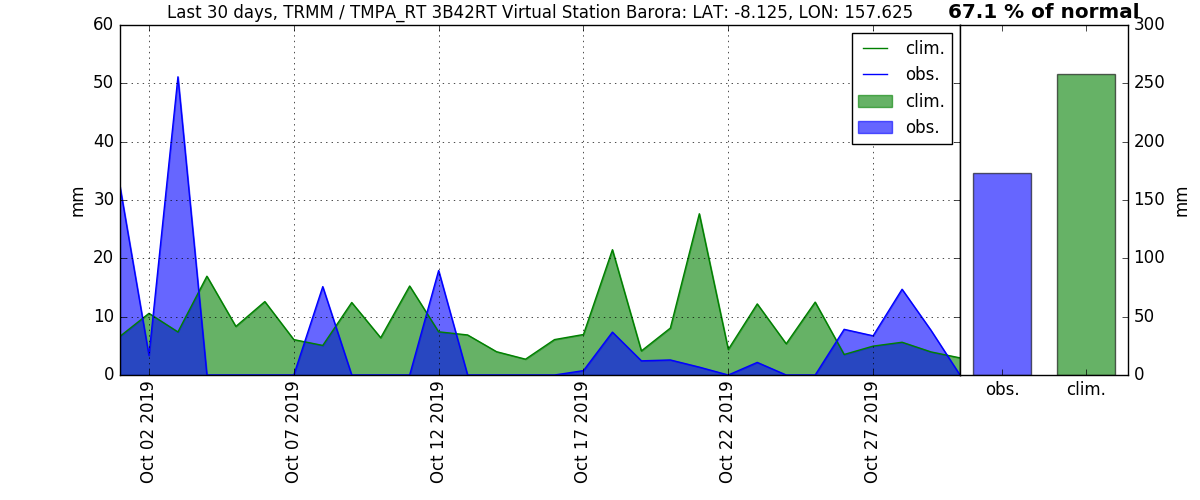 Last 30 days, TRMM / TMPA_RT 3B42RT Virtual Station Barora: LAT: -8.125, LON: 157.625
67.1 % of normal
60
50
40
30
20
10
0
mm
clim.
obs.
clim.
obs.
300
250
200
150
100
50
0
mm
Oct 02 2019
Oct 07 2019
Oct 12 2019
Oct 17 2019
Oct 22 2019
Oct 27 2019
obs.
clim.